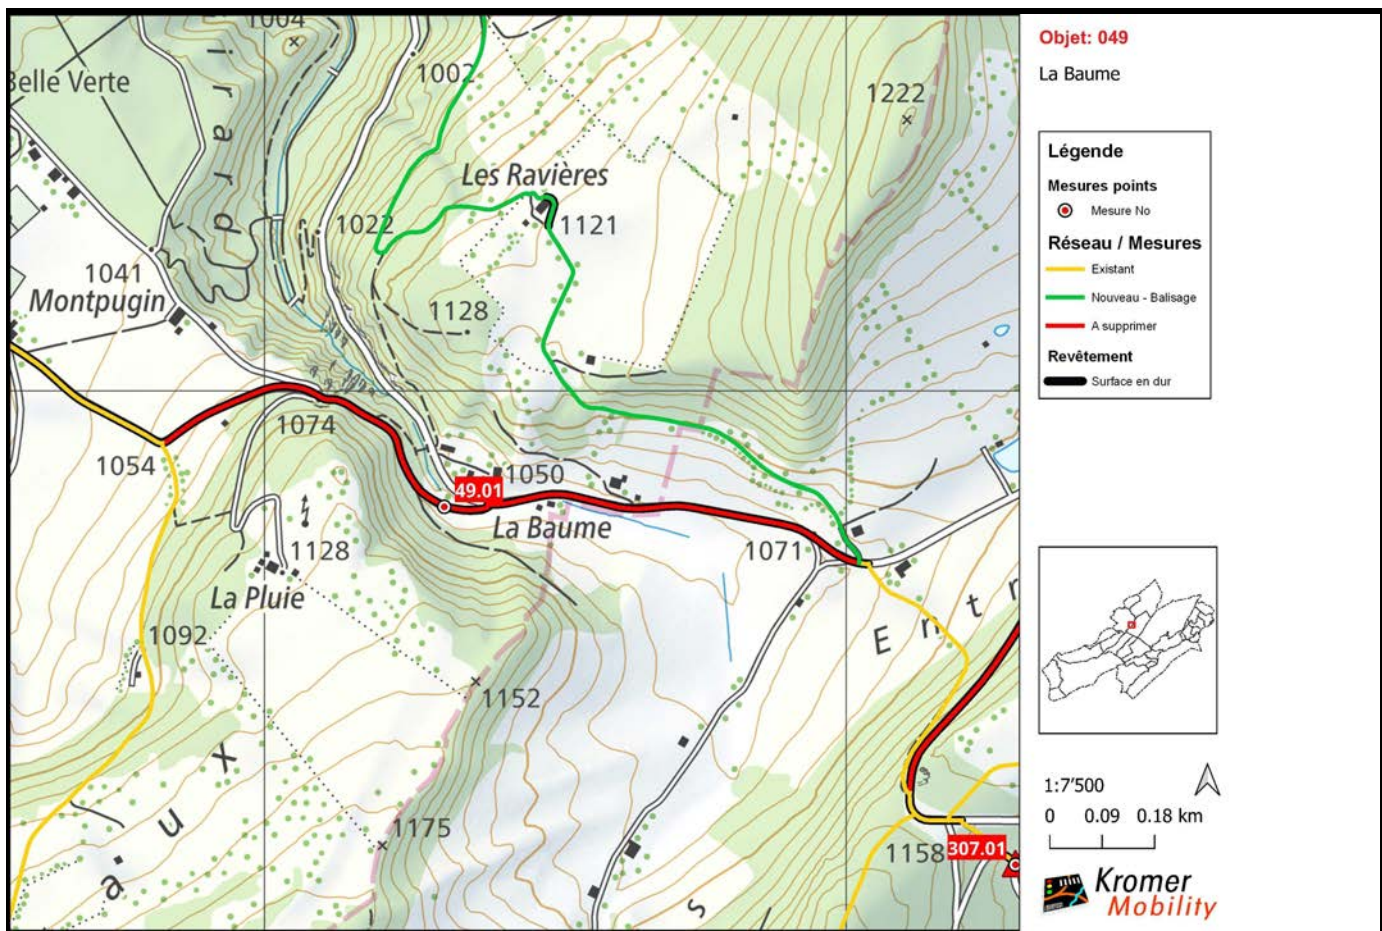 1004
Belle Verte
irard
1002
1222
Les Ravières
1022
1121
1041
Montpugin
1128
1074
1054
1050
49.01
La Baume
1071
1128
La Pluie
1092
Entr
1152
aux
1175
1158
307.01
s
Objet: 049
La Baume
Légende
Mesures points
Mesure No
Réseau / Mesures
Existant
Nouveau - Balisage
A supprimer
Revêtement
Surface en dur
1:7'500
0 0.09 0.18 km
Kromer
Mobility